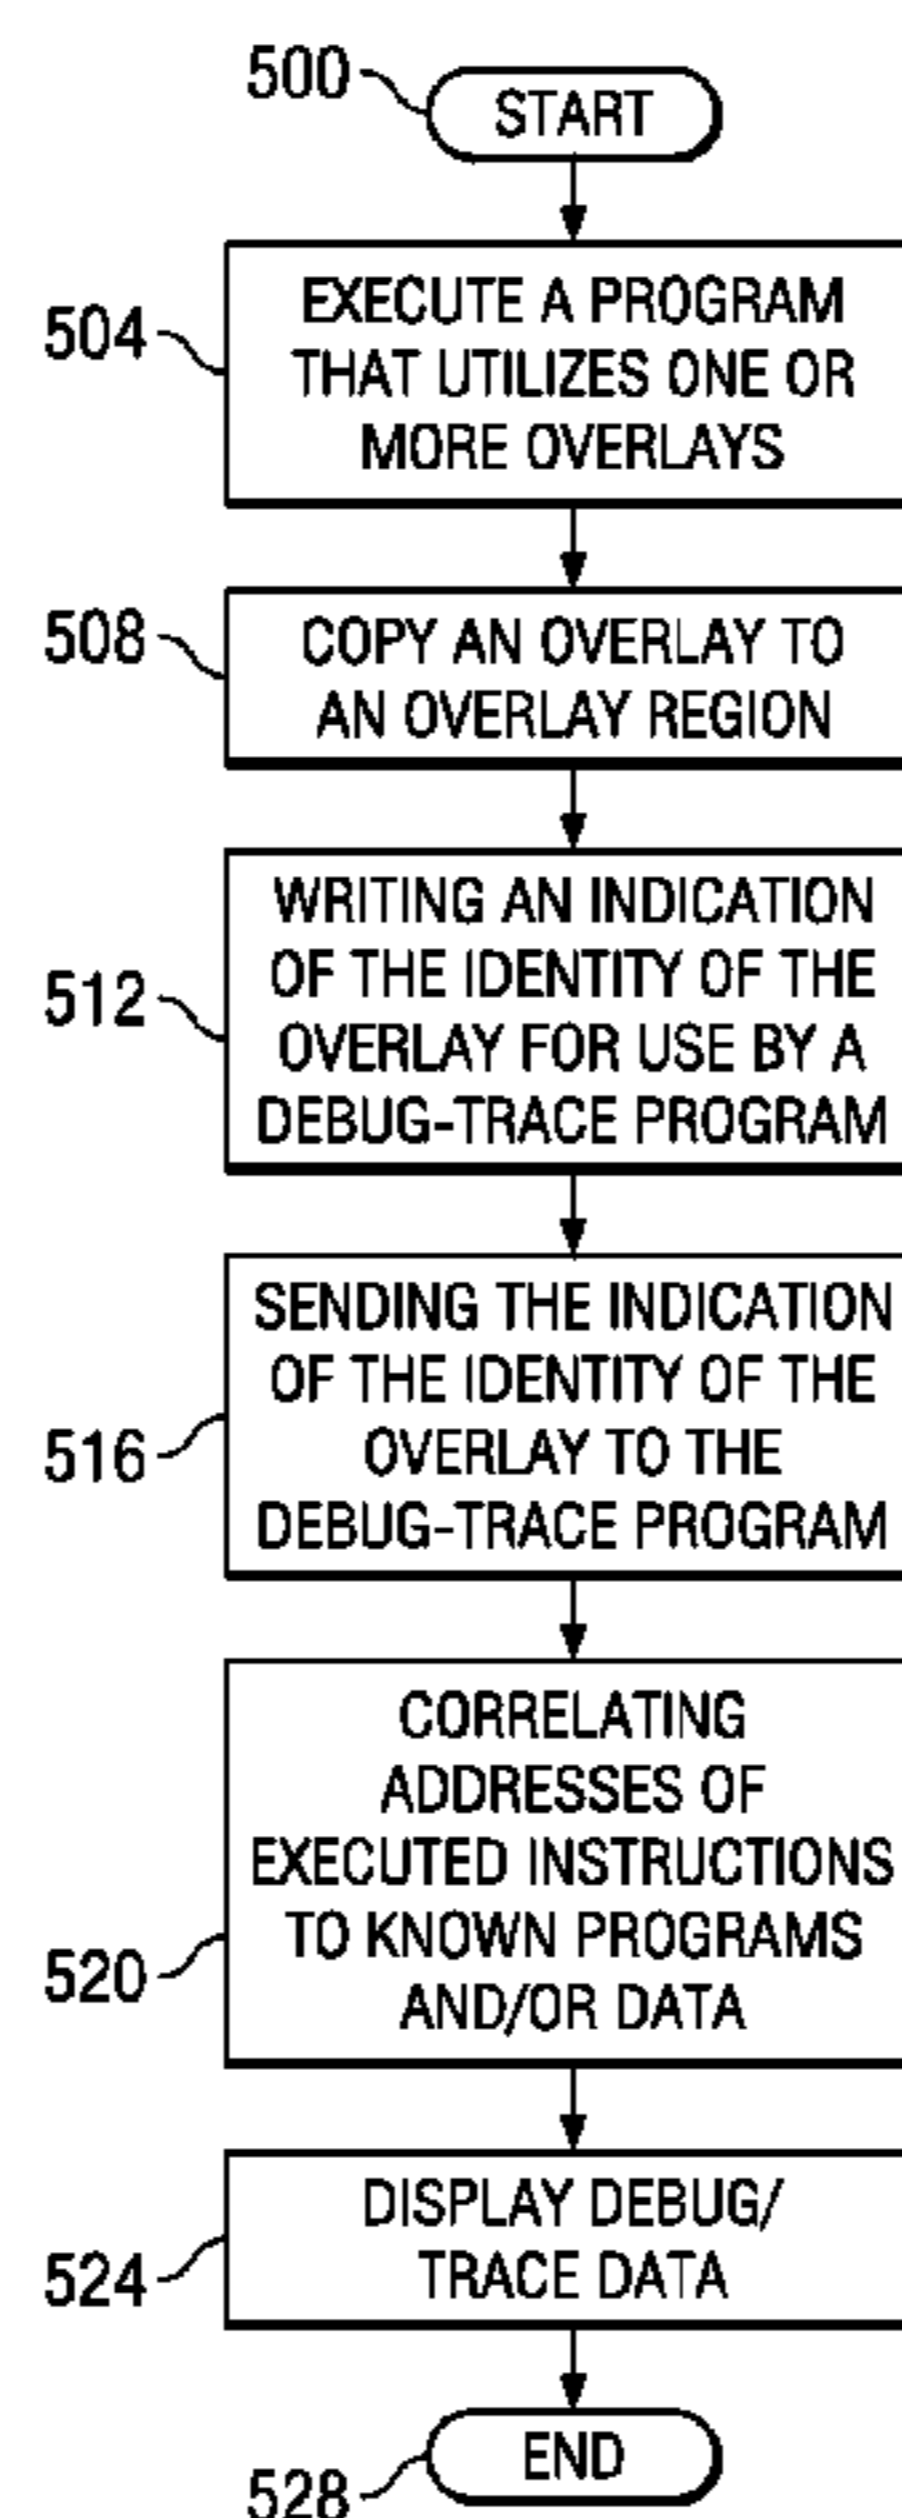 500
START
504
EXECUTE A PROGRAM
THAT UTILIZES ONE OR
MORE OVERLAYS
508
COPY AN OVERLAY TO
AN OVERLAY REGION
512
WRITING AN INDICATION
OF THE IDENTITY OF THE
OVERLAY FOR USE BY A
DEBUG-TRACE PROGRAM
516
SENDING THE INDICATION
OF THE IDENTITY OF THE
OVERLAY TO THE
DEBUG-TRACE PROGRAM
520
CORRELATING
ADDRESSES OF
EXECUTED INSTRUCTIONS
TO KNOWN PROGRAMS
AND/OR DATA
524
DISPLAY DEBUG/
TRACE DATA
528
END